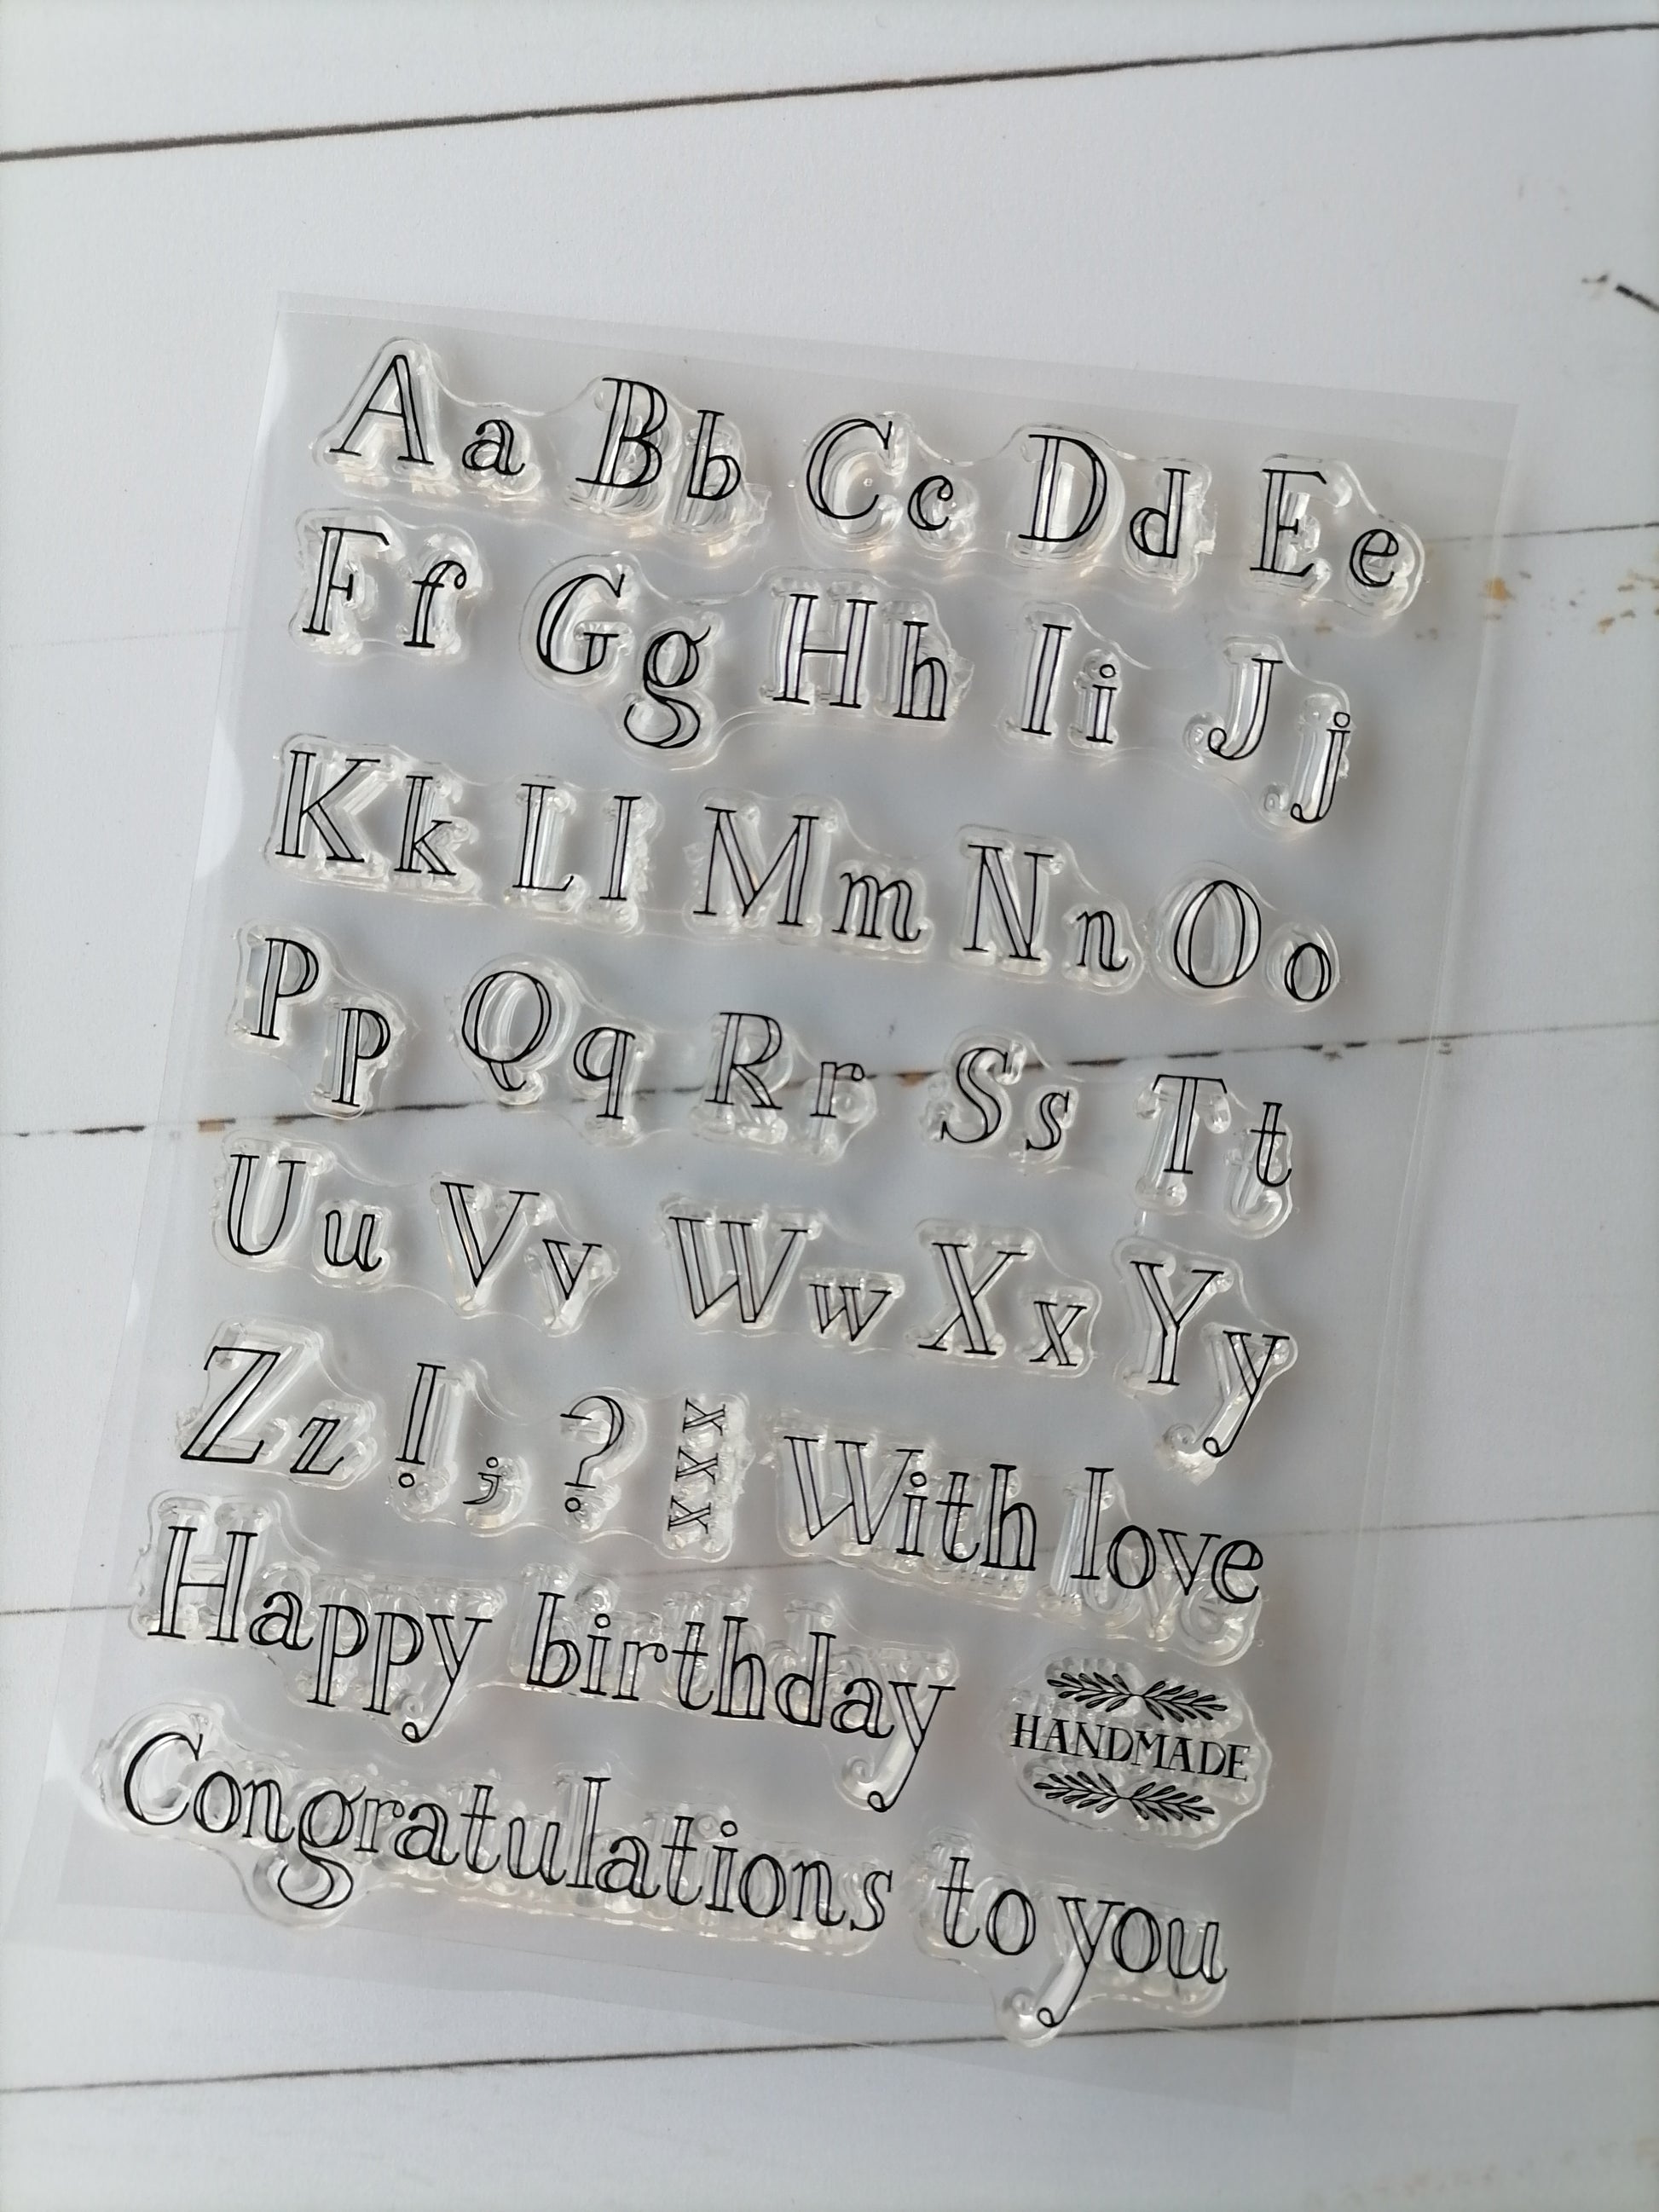 Aa Bb Cc Dd Ee
Ff Gg Hh Ii Jj
Kk Ll Mm Nn Oo
Pp Qq Rr Ss Tt
Uu Vv Ww Xx Yy
Zz ! ; ? XXX With love
Happy birthday
HANDMADE
Congratulations to you